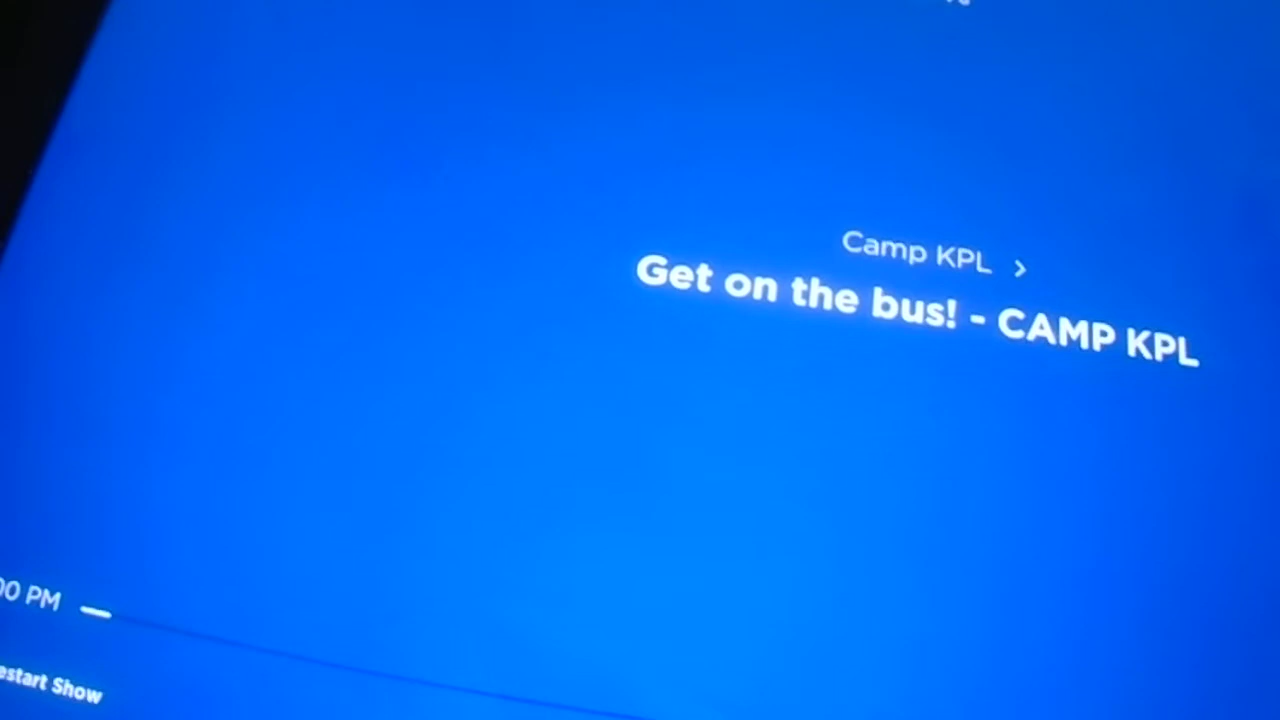 Camp KPL >
Get on the bus! - CAMP KPL
00 PM
estart Show